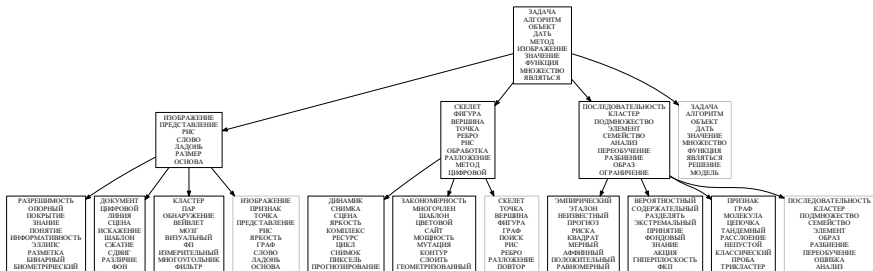 ЗАДАЧА
АЛГОРИТМ
ОБЪЕКТ
ДАТЬ
МЕТОД
ИЗОБРАЖЕНИЕ
ЗНАЧЕНИЕ
ФУНКЦИЯ
МНОЖЕСТВО
ЯВЛЯТЬСЯ
ИЗОБРАЖЕНИЕ
ПРЕДСТАВЛЕНИЕ
РИС
СЛОВО
ЛАДОНЬ
РАЗМЕР
ОСНОВА
СКЕЛЕТ
ФИГУРА
ВЕРШИНА
ТОЧКА
РЕБРО
РИС
ОБРАБОТКА
РАЗЛОЖЕНИЕ
МЕТОД
ЦИФРОВОЙ
ПОСЛЕДОВАТЕЛЬНОСТЬ
КЛАСТЕР
ПОДМНОЖЕСТВО
ЭЛЕМЕНТ
СЕМЕЙСТВО
АНАЛИЗ
ПЕРЕОБУЧЕНИЕ
РАЗБИЕНИЕ
ОБРАЗ
ОГРАНИЧЕНИЕ
ЗАДАЧА
АЛГОРИТМ
ОБЪЕКТ
ДАТЬ
ЗНАЧЕНИЕ
МНОЖЕСТВО
ФУНКЦИЯ
ЯВЛЯТЬСЯ
РЕШЕНИЕ
МОДЕЛЬ
РАЗРЕШИМОСТЬ
ОПОРНЫЙ
ПОКРЫТИЕ
ЗНАНИЕ
ПОНЯТИЕ
ИНФОРМАТИВНОСТЬ
ЭЛЛИПС
РАЗМЕТКА
БИНАРНЫЙ
БИОМЕТРИЧЕСКИЙ
ДОКУМЕНТ
ЦИФРОВОЙ
ЛИНИЯ
СЦЕНА
ИСКАЖЕНИЕ
ШАБЛОН
СЖАТИЕ
СДВИГ
РАЗЛИЧИЕ
ФОН
КЛАСТЕР
ПАР
ОБНАРУЖЕНИЕ
ВЕЙВЛЕТ
МОЗГ
ВИЗУАЛЬНЫЙ
ФП
ИЗМЕРИТЕЛЬНЫЙ
МНОГОУГОЛЬНИК
ФИЛЬТР
ИЗОБРАЖЕНИЕ
ПРИЗНАК
ТОЧКА
ПРЕДСТАВЛЕНИЕ
РИС
ЯРКОСТЬ
ГРАФ
СЛОВО
ЛАДОНЬ
ОСНОВА
ДИНАМИК
СНИМКА
СЦЕНА
ЯРКОСТЬ
КОМПЛЕКС
РЕСУРС
ЦИКЛ
СНИМОК
ПИКСЕЛЬ
ПРОГНОЗИРОВАНИЕ
ЗАКОНОМЕРНОСТЬ
МНОГОЧЛЕН
ШАБЛОН
ЦВЕТОВОЙ
САЙТ
МОЩНОСТЬ
МУТАЦИЯ
КОНТУР
СЛОИТЬ
ГЕОМЕТРИЗОВАННЫЙ
СКЕЛЕТ
ТОЧКА
ВЕРШИНА
ФИГУРА
ГРАФ
ПОИСК
РИС
РЕБРО
РАЗЛОЖЕНИЕ
ПОВТОР
ЭМПИРИЧЕСКИЙ
ЭТАЛОН
НЕИЗВЕСТНЫЙ
ПРОГНОЗ
РИСКА
КВАДРАТ
МЕРНЫЙ
АФФИННЫЙ
ПОЛОЖИТЕЛЬНЫЙ
РАВНОМЕРНЫЙ
ВЕРОЯТНОСТНЫЙ
СОДЕРЖАТЕЛЬНЫЙ
РАЗДЕЛЯТЬ
ЭКСТРЕМАЛЬНЫЙ
ПРИНЯТИЕ
ФОНДОВЫЙ
ЗНАНИЕ
АКЦИЯ
ГИПЕРПЛОСКОСТЬ
ФКП
ПРИЗНАК
ГРАФ
МОЛЕКУЛА
ЦЕПОЧКА
ТАНДЕМНЫЙ
РАССЛОЕНИЕ
НЕПУСТОЙ
КЛАССИЧЕСКИЙ
ПРОБА
ТРИКЛАСТЕР
ПОСЛЕДОВАТЕЛЬНОСТЬ
КЛАСТЕР
ПОДМНОЖЕСТВО
СЕМЕЙСТВО
ЭЛЕМЕНТ
ОБРАЗ
РАЗБИЕНИЕ
ПЕРЕОБУЧЕНИЕ
ОШИБКА
АНАЛИЗ